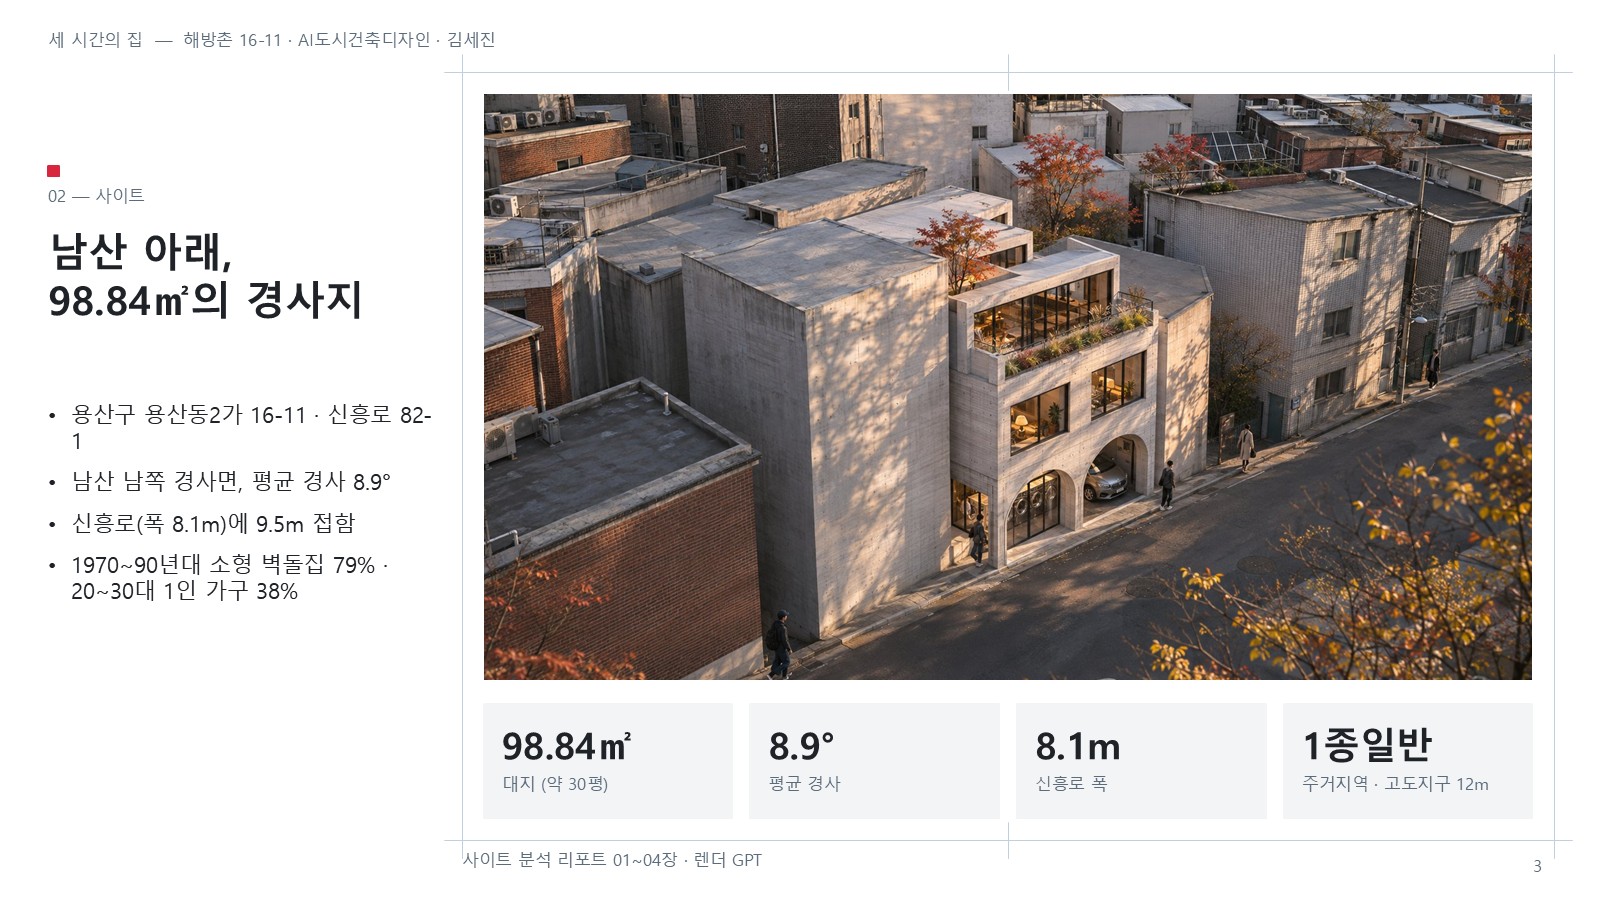 세 시간의 집 — 해방촌 16-11 · AI도시건축디자인 · 김세진
02 — 사이트
남산 아래,
98.84㎡의 경사지
• 용산구 용산동2가 16-11 · 신흥로 82-
1
• 남산 남쪽 경사면, 평균 경사 8.9°
• 신흥로(폭 8.1m)에 9.5m 접함
• 1970~90년대 소형 벽돌집 79% ·
20~30대 1인 가구 38%
98.84㎡
대지 (약 30평)
8.9°
평균 경사
8.1m
신흥로 폭
1종일반
주거지역 · 고도지구 12m
사이트 분석 리포트 01~04장 · 렌더 GPT
3